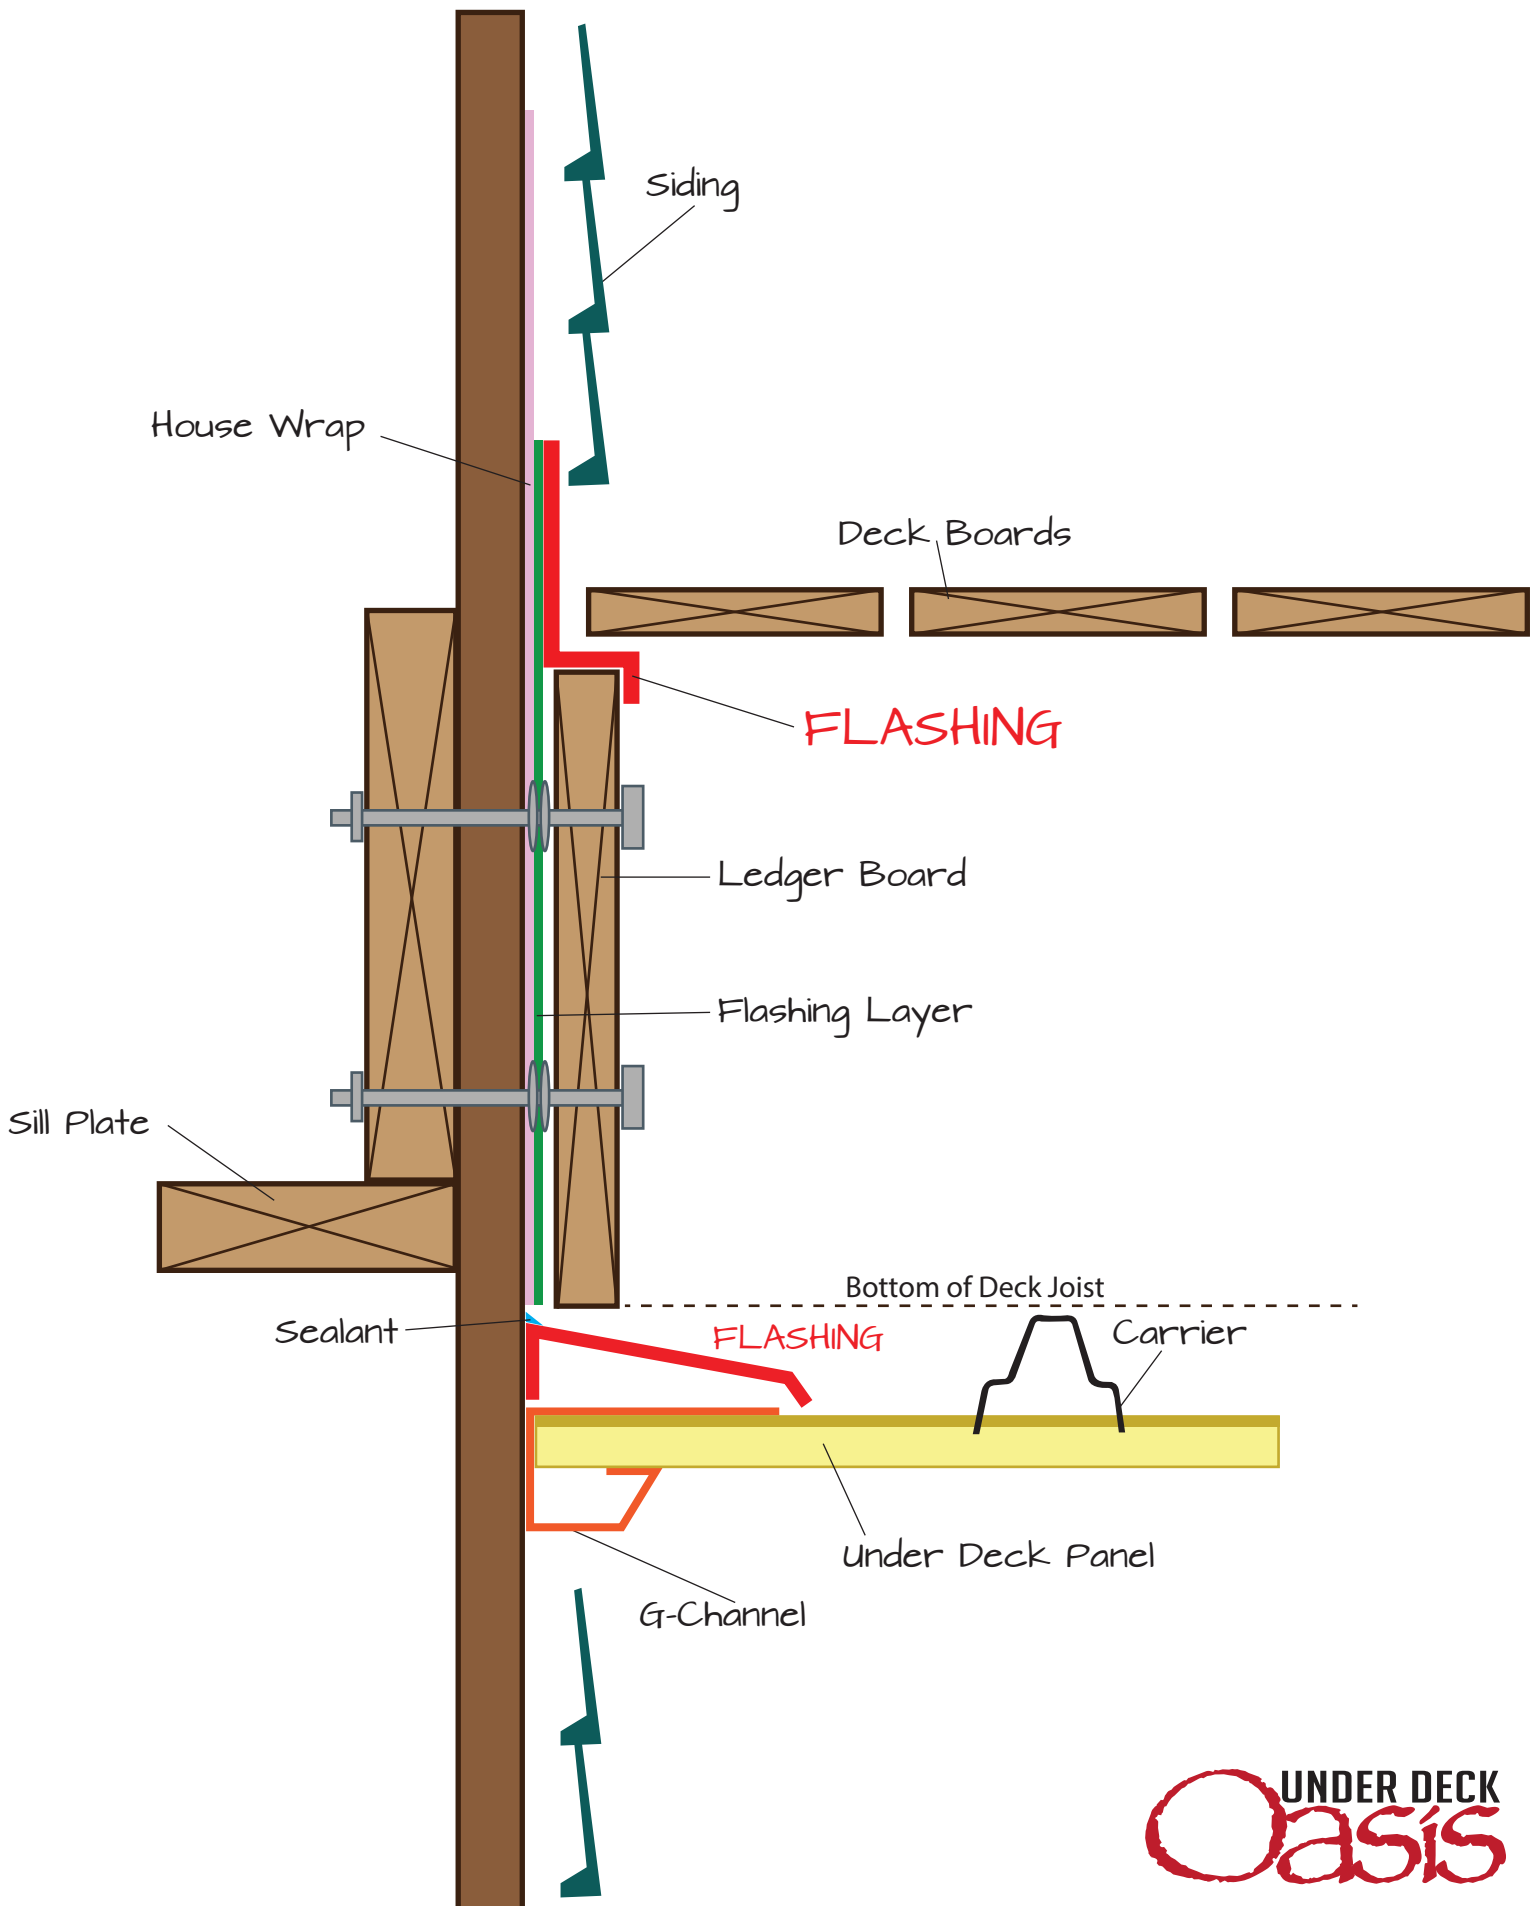 Siding
House Wrap
Deck Boards
FLASHING
Ledger Board
Flashing Layer
Sill Plate
Bottom of Deck Joist
Sealant
FLASHING
Carrier
Under Deck Panel
G-Channel
UNDER DECK
Oasis